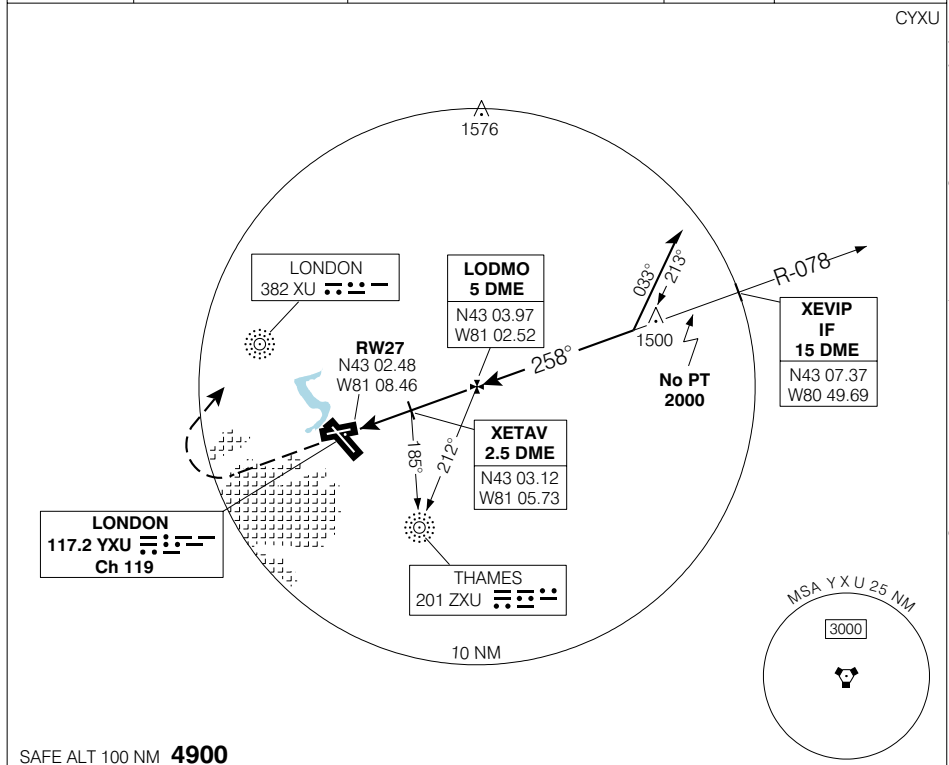 CYXU
1576
LONDON
382 XU
LODMO
5 DME
N43 03.97
W81 02.52
033°
213°
R-078
1500
No PT
2000
XEVIP
IF
15 DME
N43 07.37
W80 49.69
258°
RW27
N43 02.48
W81 08.46
XETAV
2.5 DME
N43 03.12
W81 05.73
185°
212°
LONDON
117.2 YXU
Ch 119
THAMES
201 ZXU
10 NM
MSA YXU 25 NM
3000
SAFE ALT 100 NM 4900